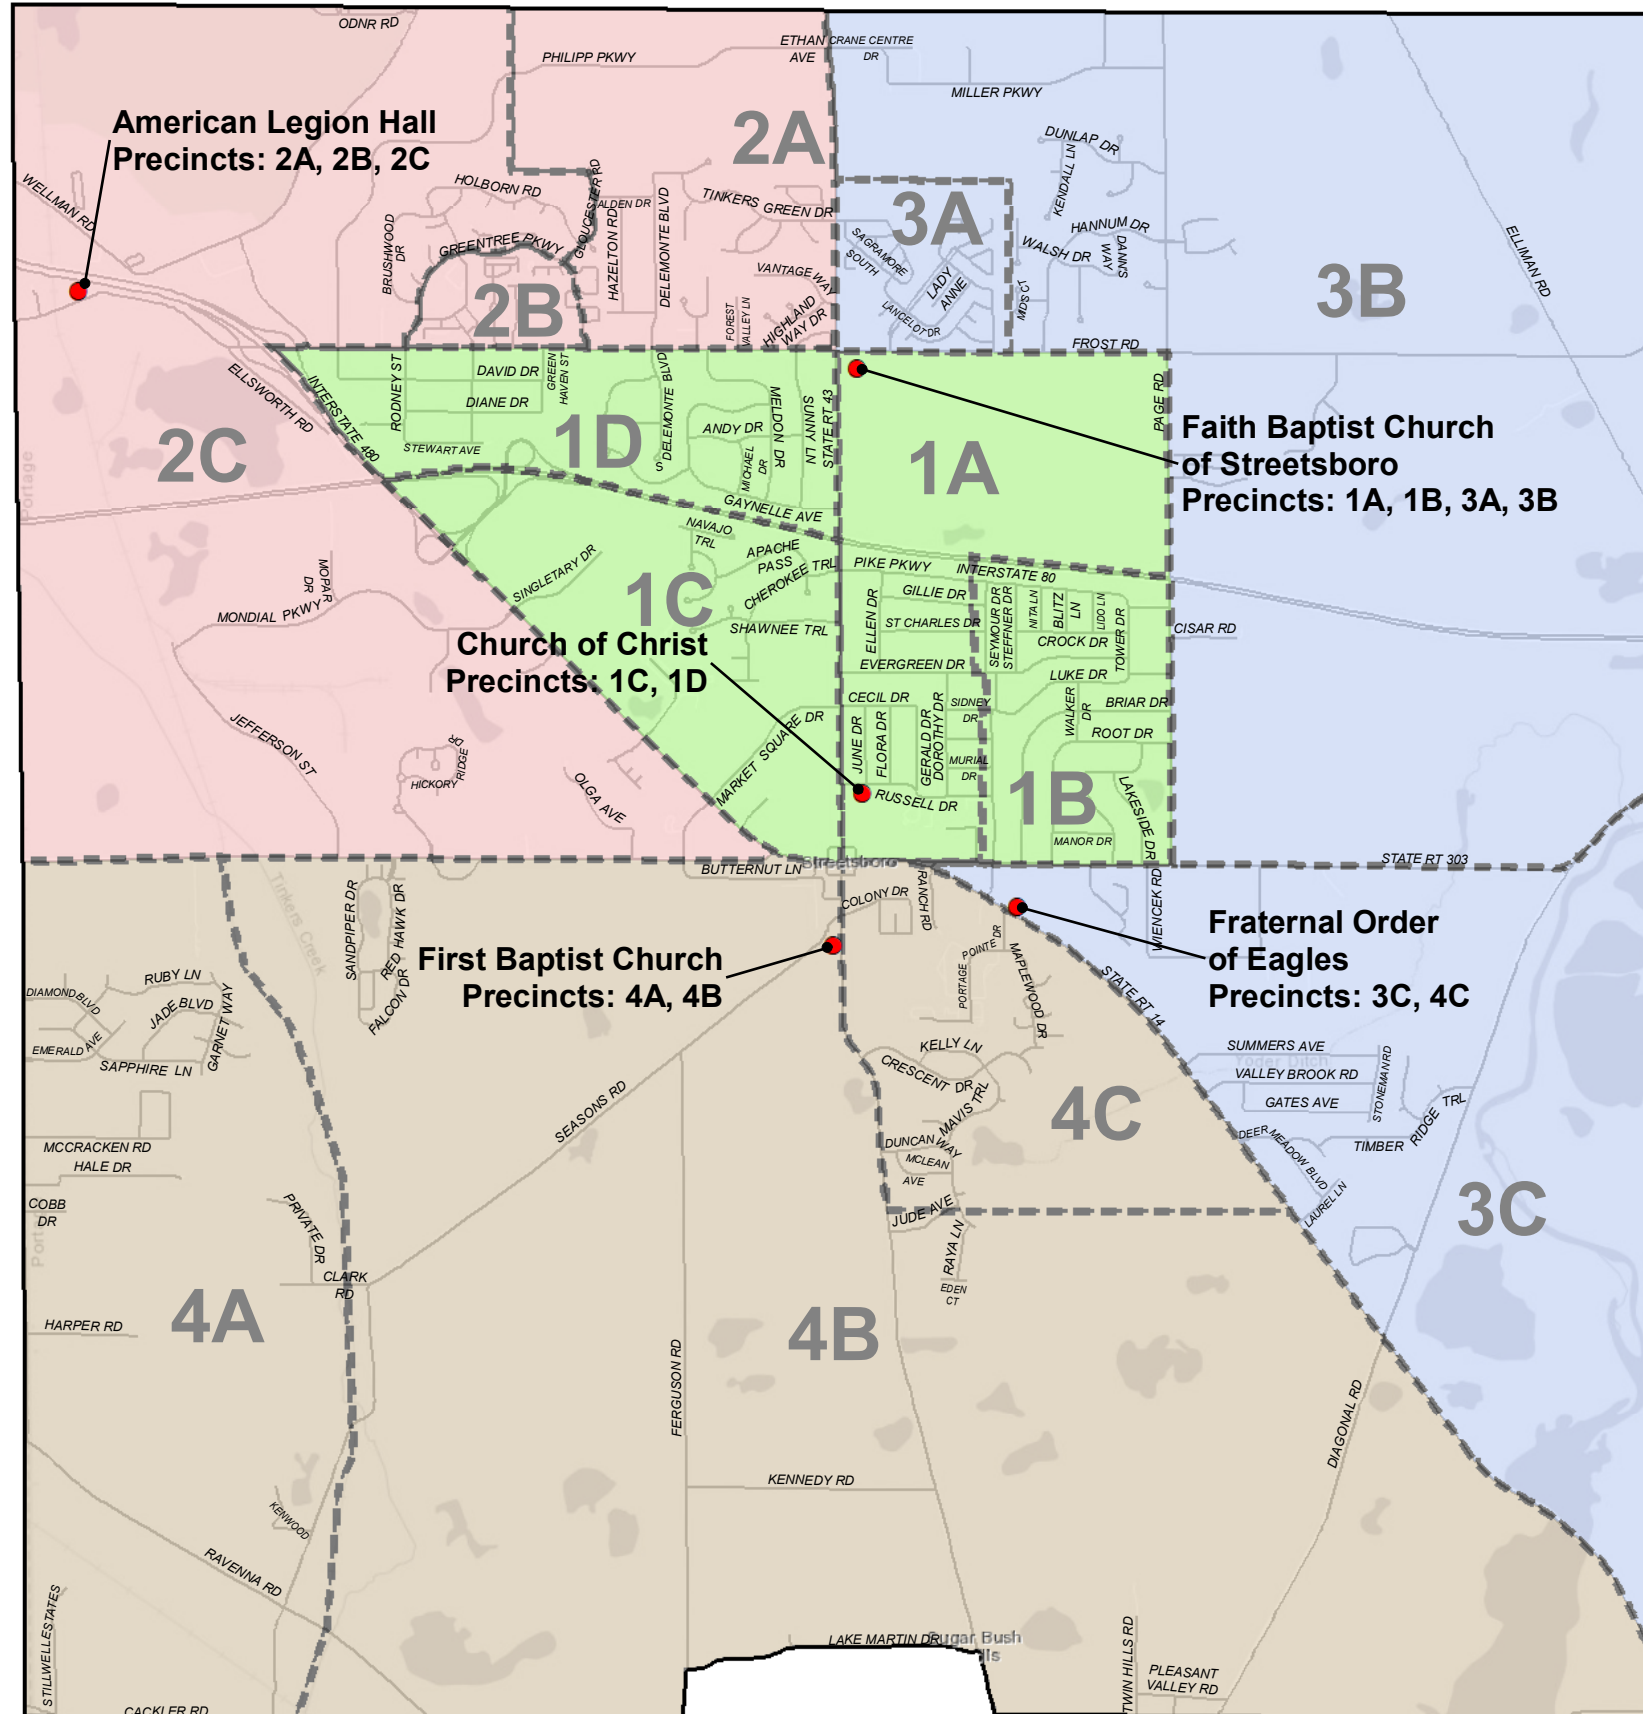 ODNR RD
ETHAN
AVE
CRANE CENTRE
DR
PHILIPP PKWY
MILLER PKWY
American Legion Hall
Precincts: 2A, 2B, 2C
2A
DUNLAP DR
KENDALL LN
WELLMAN RD
HOLBORN RD
GLOUCESTER RD
ALDEN DR
HAZELTON RD
DELEMONTE BLVD
TINKERS GREEN DR
3A
SAGRAMORE
SOUTH
LADY
ANNE
LANCELOT DR
HANNUM DR
WALSH DR
DANNS
WAY
MDS CT
ELLIMAN RD
3B
BRUSHWOOD
DR
GREENTREE PKWY
2B
VANTAGE WAY
FOREST
VALLEY LN
HIGHLAND
WAY DR
FROST RD
ELLSWORTH RD
INTERSTATE 480
RODNEY ST
DAVID DR
DIANE DR
GREEN
HAVEN ST
STEWART AVE
1D
S DELEMONTE BLVD
ANDY DR
MICHAEL
DR
MELDON DR
SUNNY LN
STATE RT 43
GAYNELLE AVE
1A
PAGE RD
Faith Baptist Church
of Streetsboro
Precincts: 1A, 1B, 3A, 3B
2C
Portage
NAVAJO
TRL
APACHE
PASS
CHEROKEE TRL
SHAWNEE TRL
SINGLETARY DR
1C
MOPAR
DR
MONDIAL PKWY
PIKE PKWY
INTERSTATE 80
GILLIE DR
ELLEN DR
ST CHARLES DR
SEYMOUR DR
STEFFNER DR
NITA LN
BLITZ
LN
LIDO LN
TOWER DR
CROCK DR
CISAR RD
EVERGREEN DR
LUKE DR
Church of Christ
Precincts: 1C, 1D
CECIL DR
JUNE DR
FLORA DR
GERALD DR
DOROTHY DR
SIDNEY
DR
MURIAL
DR
WALKER
DR
BRIAR DR
ROOT DR
RUSSELL DR
1B
LAKESIDE DR
MANOR DR
MARKET SQUARE DR
JEFFERSON ST
HICKORY
RIDGE
DR
OLGA AVE
Streetsboro
BUTTERNUT LN
STATE RT 303
COLONY DR
RANCH RD
WIENCEK RD
Tinkers Creek
SANDPIPER DR
RED HAWK DR
FALCON DR
First Baptist Church
Precincts: 4A, 4B
Fraternal Order
of Eagles
Precincts: 3C, 4C
PORTAGE
POINTE
DR
MAPLEWOOD DR
STATE RT 14
DIAMOND BLVD
RUBY LN
JADE BLVD
GARNET WAY
EMERALD AVE
SAPPHIRE LN
KELLY LN
CRESCENT DR
MAVIS TRL
4C
SUMMERS AVE
Yoder Ditch
VALLEY BROOK RD
GATES AVE
STONEMAN RD
TIMBER
RIDGE
TRL
DEER MEADOW BLVD
LAUREL LN
SEASONS RD
MCCRACKEN RD
HALE DR
COBB
DR
DUNCAN WAY
MCLEAN
AVE
JUDE AVE
RAYA LN
EDEN
CT
3C
PRIVATE DR
CLARK
RD
4A
HARPER RD
4B
FERGUSON RD
DIAGONAL RD
KENNEDY RD
KENWOOD
RAVENNA RD
STILLWELL ESTATES
CACKLER RD
LAKE MARTIN DR
Sugar Bush
TWIN HILLS RD
PLEASANT
VALLEY RD